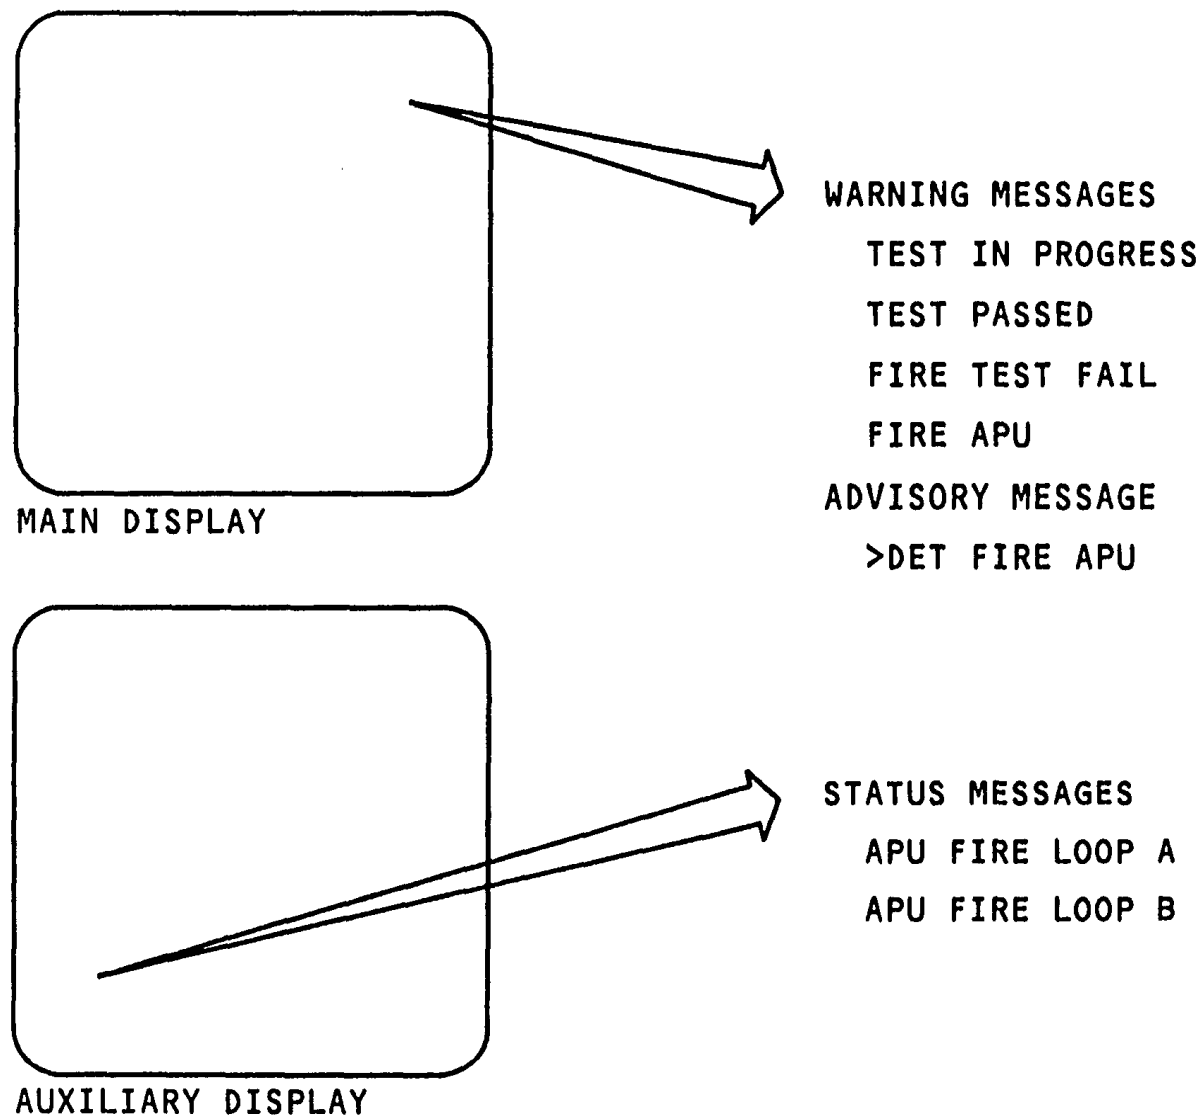 WARNING MESSAGES
TEST IN PROGRESS
TEST PASSED
FIRE TEST FAIL
FIRE APU
ADVISORY MESSAGE
>DET FIRE APU
MAIN DISPLAY
STATUS MESSAGES
APU FIRE LOOP A
APU FIRE LOOP B
AUXILIARY DISPLAY